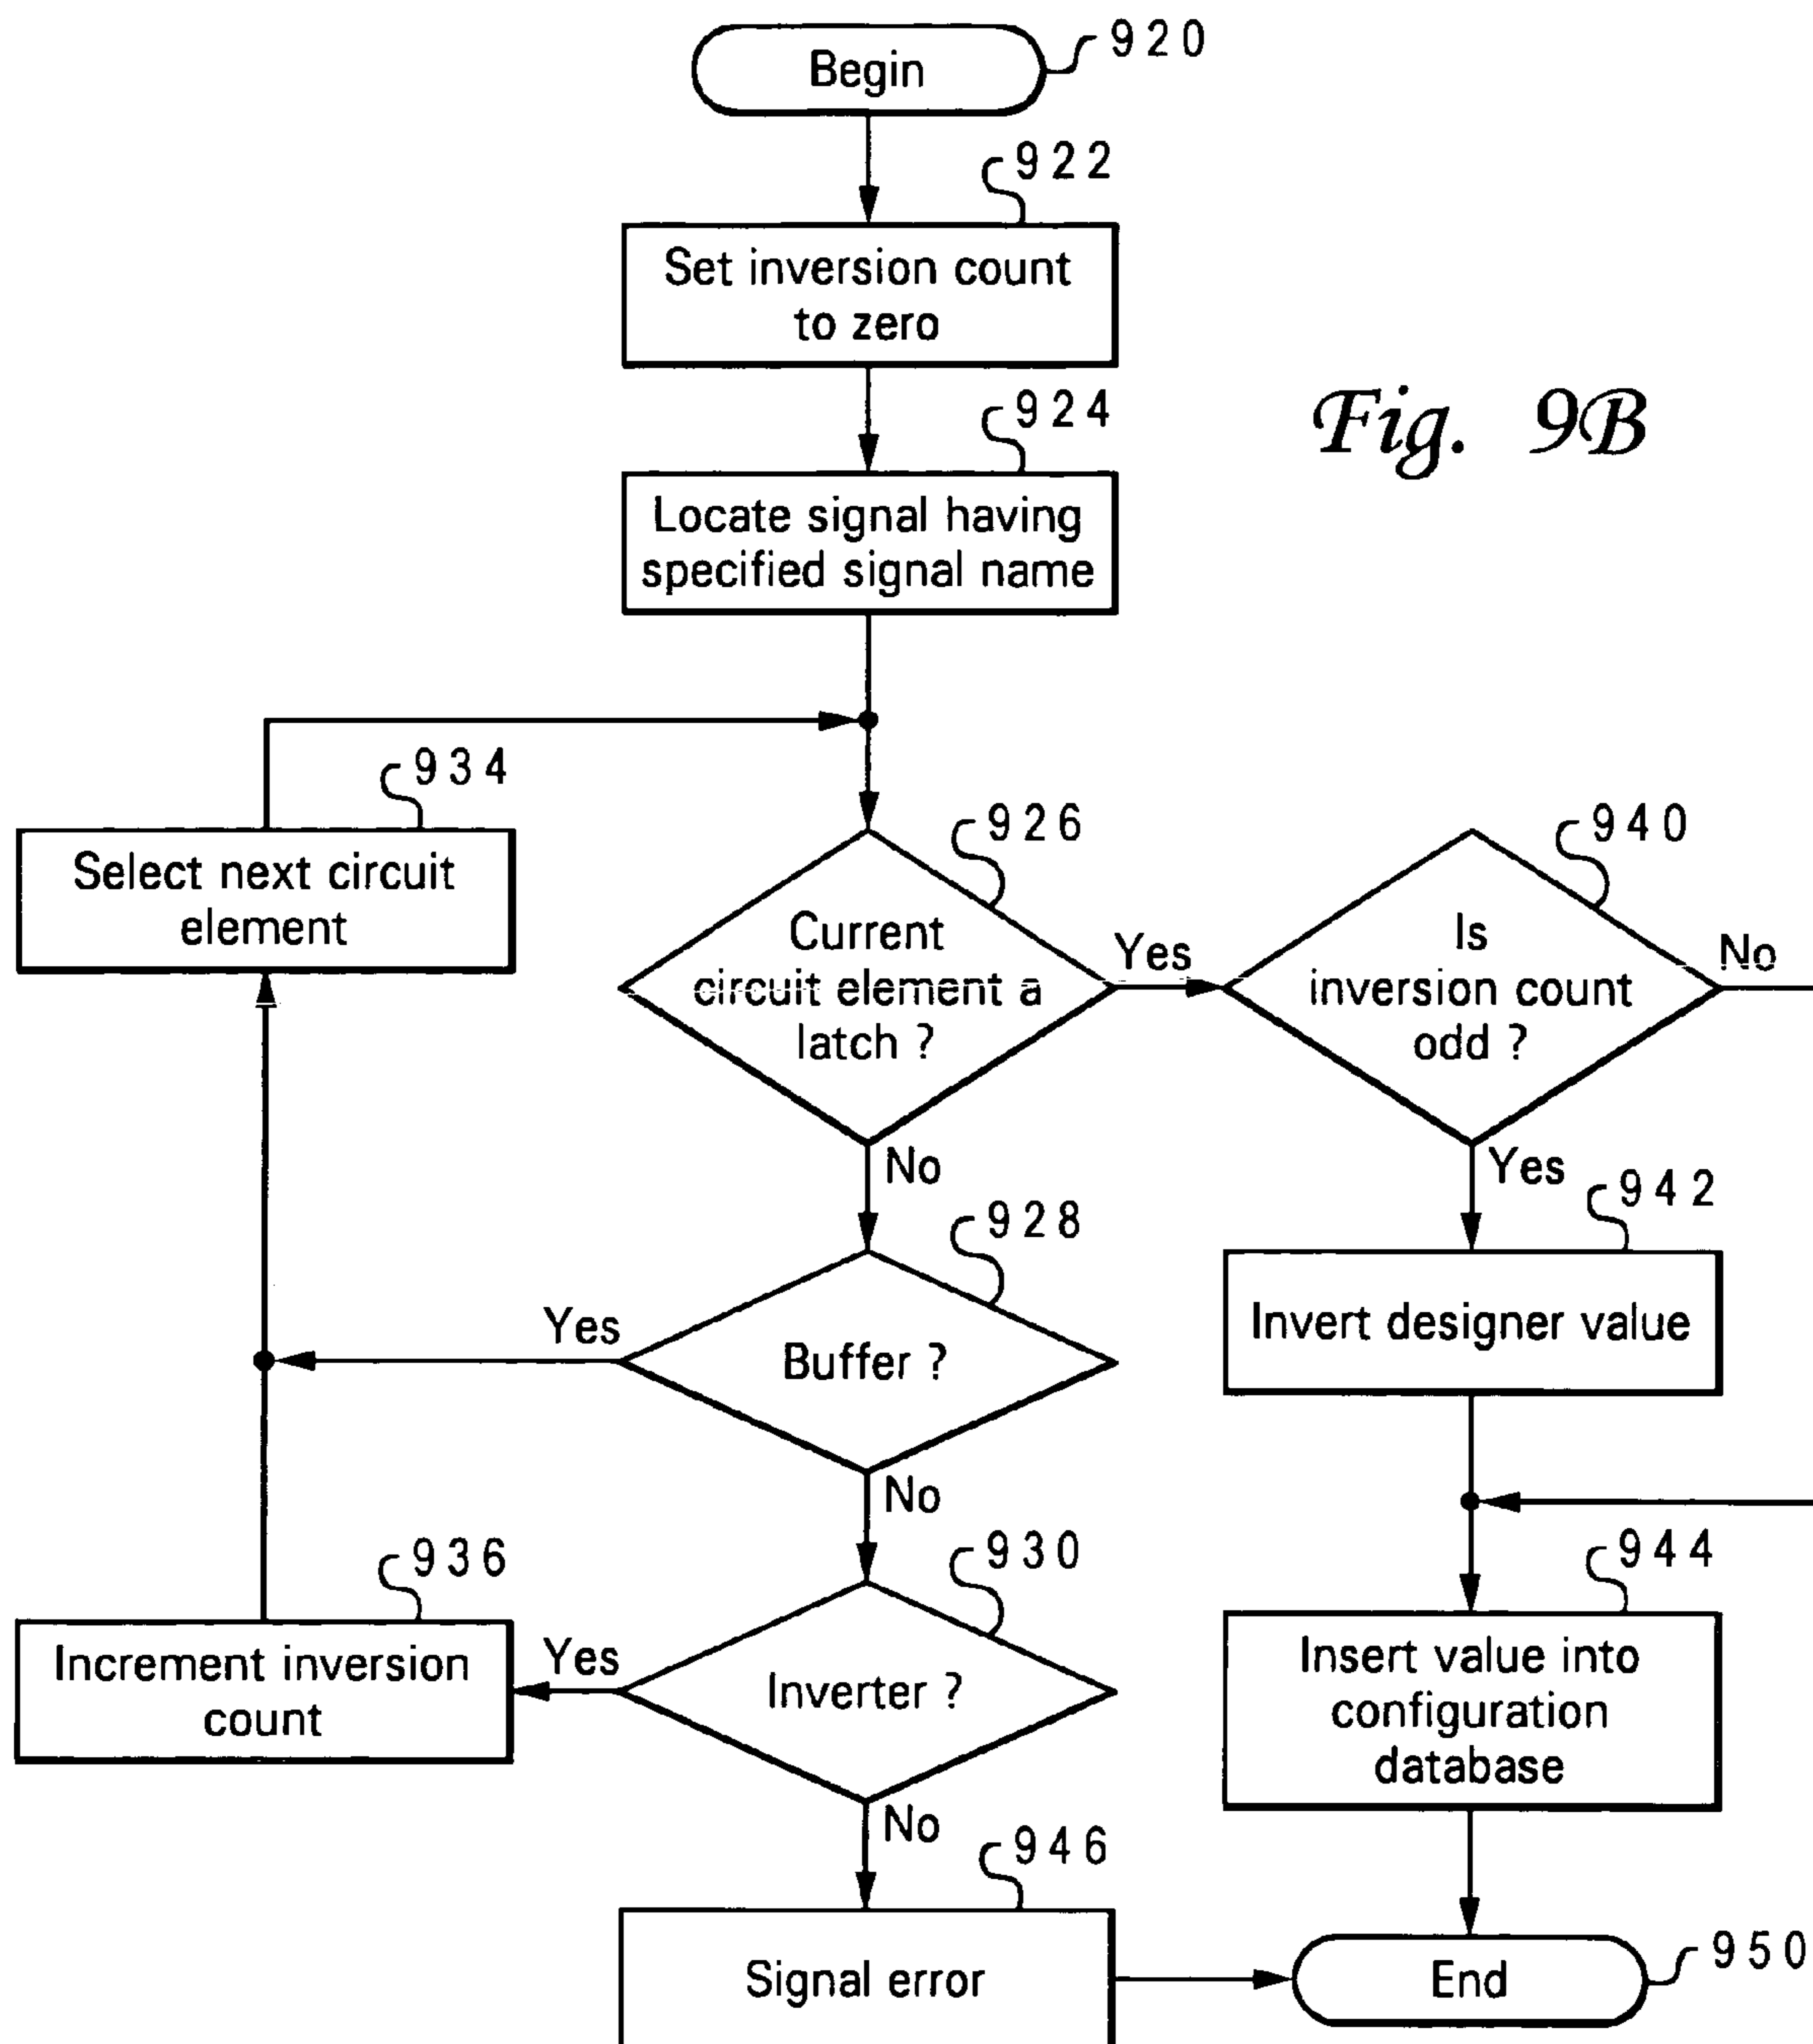 Begin
920
922
Set inversion count
to zero
924
Fig. 9B
Locate signal having
specified signal name
934
Select next circuit
element
926
Current
circuit element a
latch ?
Yes
940
Is
inversion count
odd ?
No
No
Yes
928
942
Yes
Buffer ?
Invert designer value
No
936
930
944
Increment inversion
count
Yes
Inverter ?
Insert value into
configuration
database
No
946
Signal error
End
950